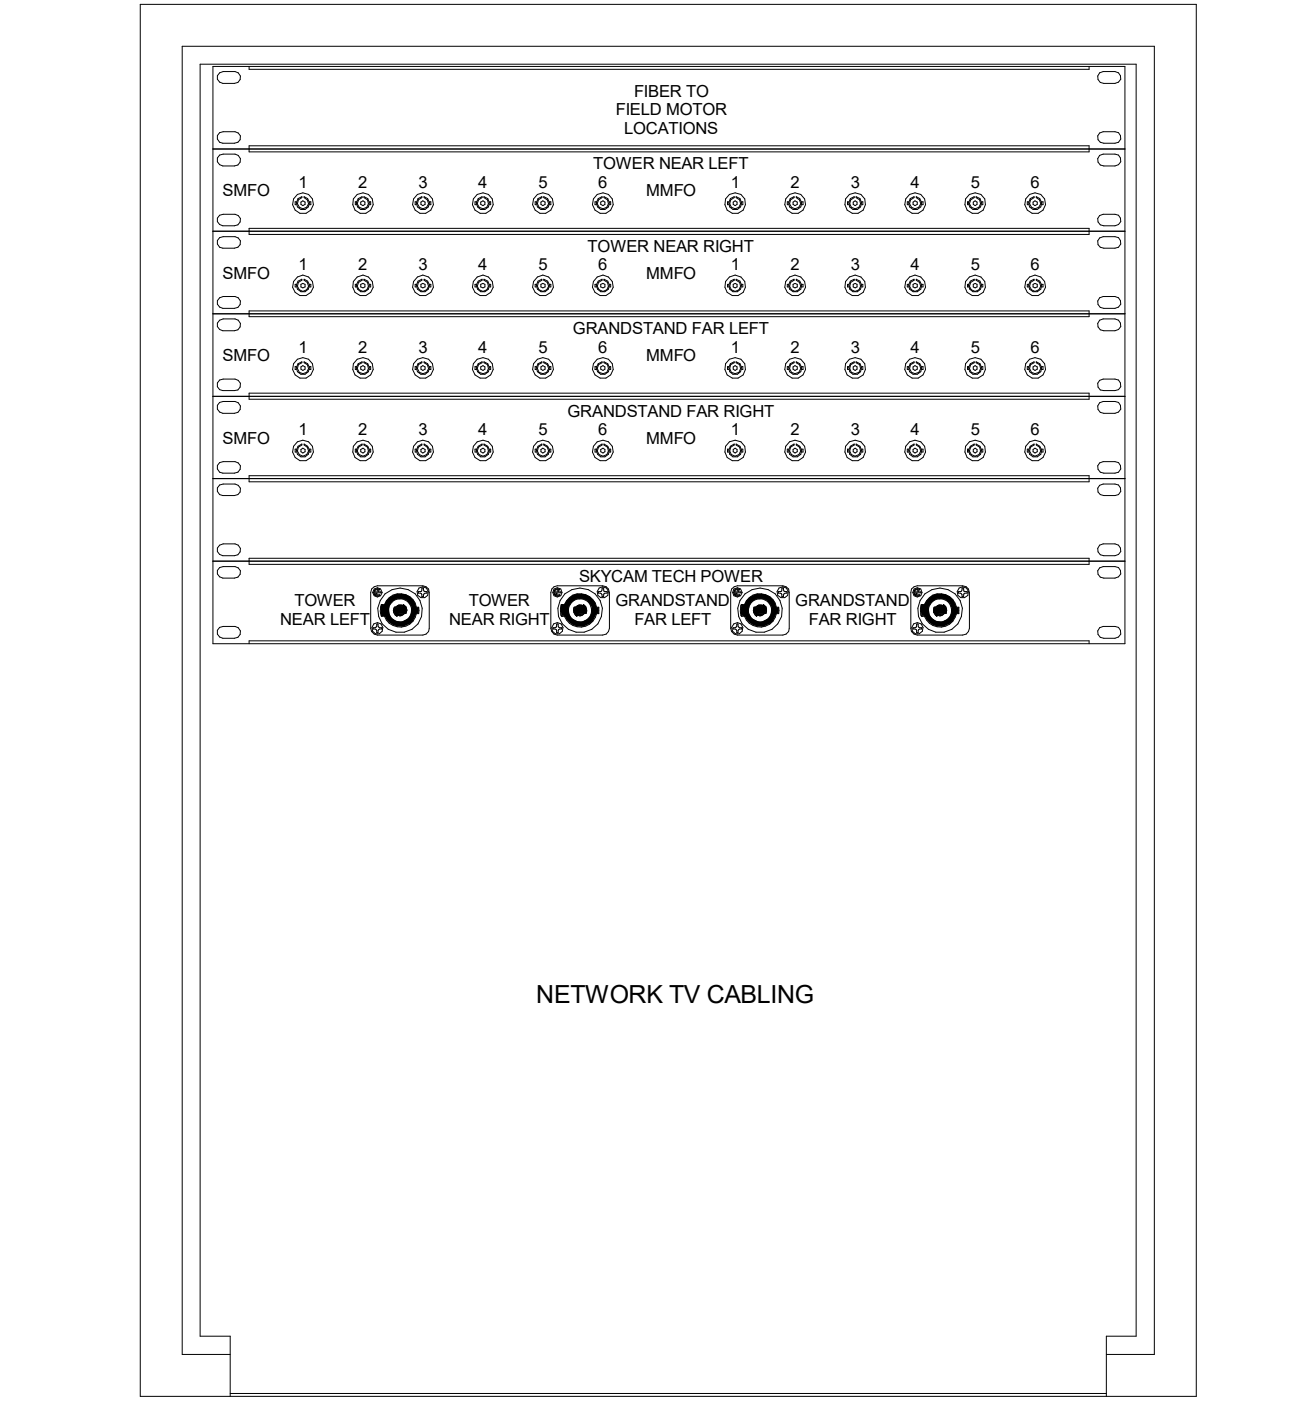 FIBER TO
FIELD MOTOR
LOCATIONS
TOWER NEAR LEFT
SMFO 1 2 3 4 5 6 MMFO 1 2 3 4 5 6
TOWER NEAR RIGHT
SMFO 1 2 3 4 5 6 MMFO 1 2 3 4 5 6
GRANDSTAND FAR LEFT
SMFO 1 2 3 4 5 6 MMFO 1 2 3 4 5 6
GRANDSTAND FAR RIGHT
SMFO 1 2 3 4 5 6 MMFO 1 2 3 4 5 6
SKYCAM TECH POWER
TOWER
NEAR LEFT
TOWER
NEAR RIGHT
GRANDSTAND
FAR LEFT
GRANDSTAND
FAR RIGHT
NETWORK TV CABLING